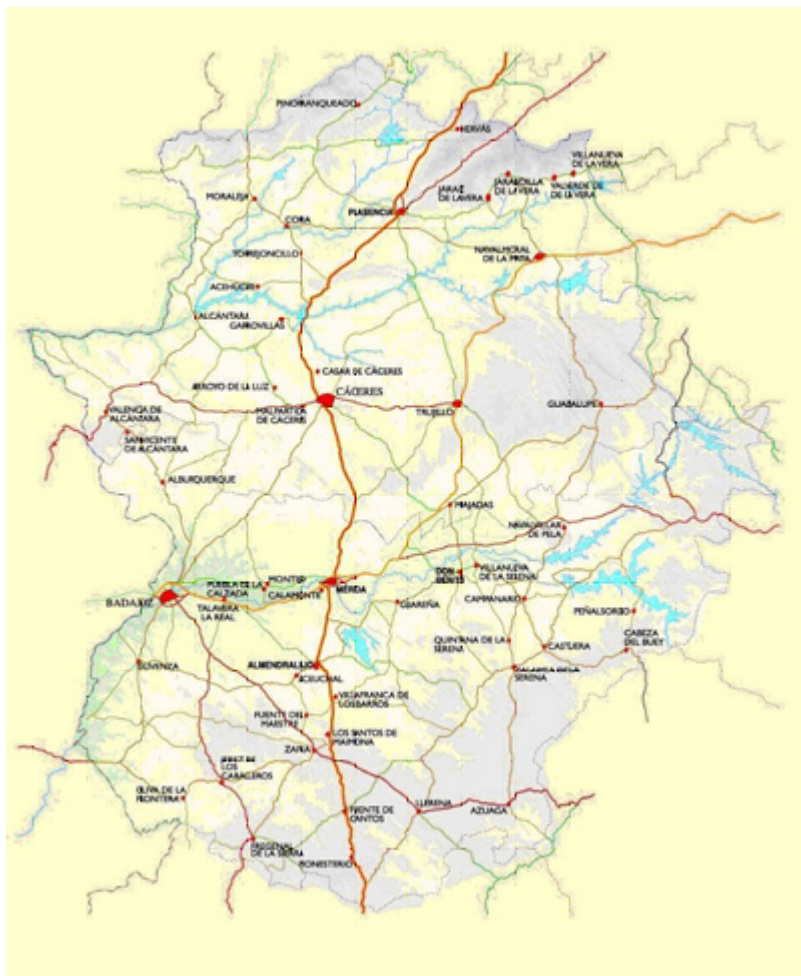 PINOFRANQUEADO
HERVÁS
VILLANUEVA
DE LA VERA
JARAIZ
DE LA VERA
JARANDILLA
DE LA VERA
VALVERDE DE
DE LA VERA
MORALEJA
PLASENCIA
CORIA
TORREJONCILLO
NAVALMORAL
DE LA MATA
ACEHUCHE
ALCÁNTARA
GARROVILLAS
CASAR DE CÁCERES
ARROYO DE LA LUZ
CÁCERES
MALPARTIDA
DE CÁCERES
TRUJILLO
GUADALUPE
VALENCIA DE
ALCÁNTARA
SAN VICENTE
DE ALCÁNTARA
ALBURQUERQUE
MIAJADAS
NAVALVILLAR
DE PELA
MONTIJO
PUEBLA DE LA
CALZADA
MÉRIDA
CALAMONTE
DON
BENITO
VILLANUEVA
DE LA SERENA
BADAJOZ
TALAVERA
LA REAL
GUAREÑA
CAMPANARIO
PEÑALSORDO
QUINTANA DE LA
SERENA
CASTUERA
CABEZA
DEL BUEY
OLIVENZA
ALMENDRALEJO
ACEUCHAL
SERENA
VILLAFRANCA DE
LOS BARROS
FUENTE DEL
MAESTRE
LOS SANTOS DE
MAIMONA
ZAFRA
JEREZ DE
LOS
CABALLEROS
OLIVA DE LA
FRONTERA
FUENTE DE
CANTOS
LLERENA
AZUAGA
FREGENAL
DE LA SIERRA
MONESTERIO